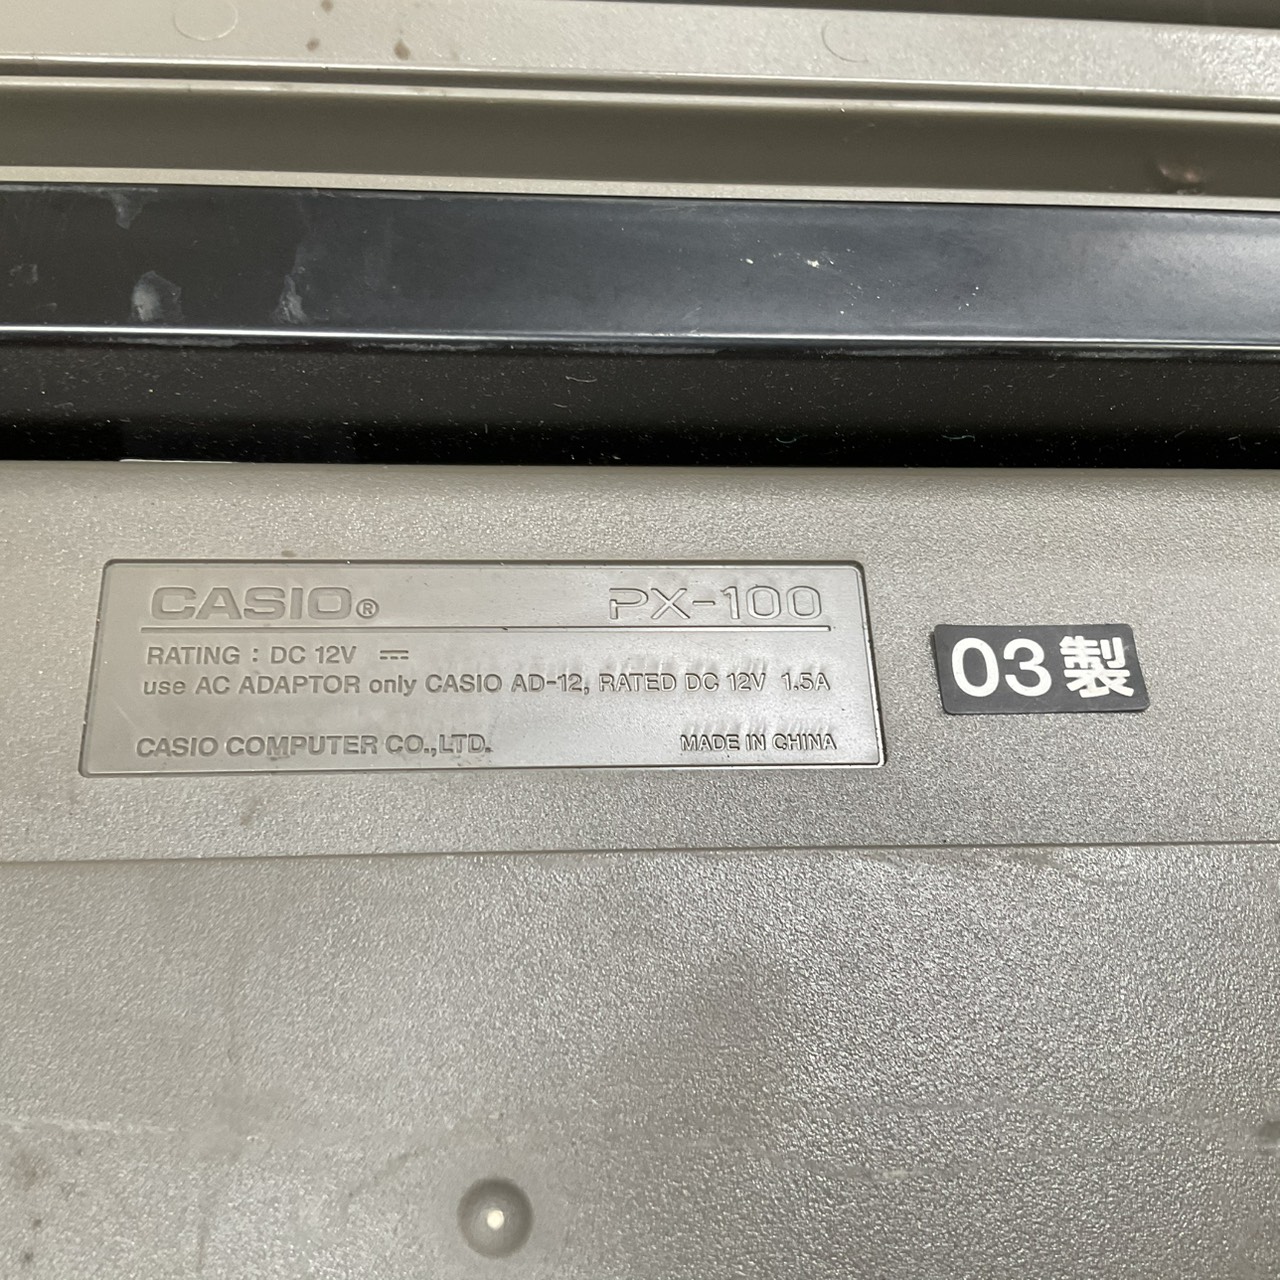 CASIO® PX-100
RATING : DC 12V ⎓
use AC ADAPTOR only CASIO AD-12, RATED DC 12V 1.5A
CASIO COMPUTER CO.,LTD. MADE IN CHINA
03製